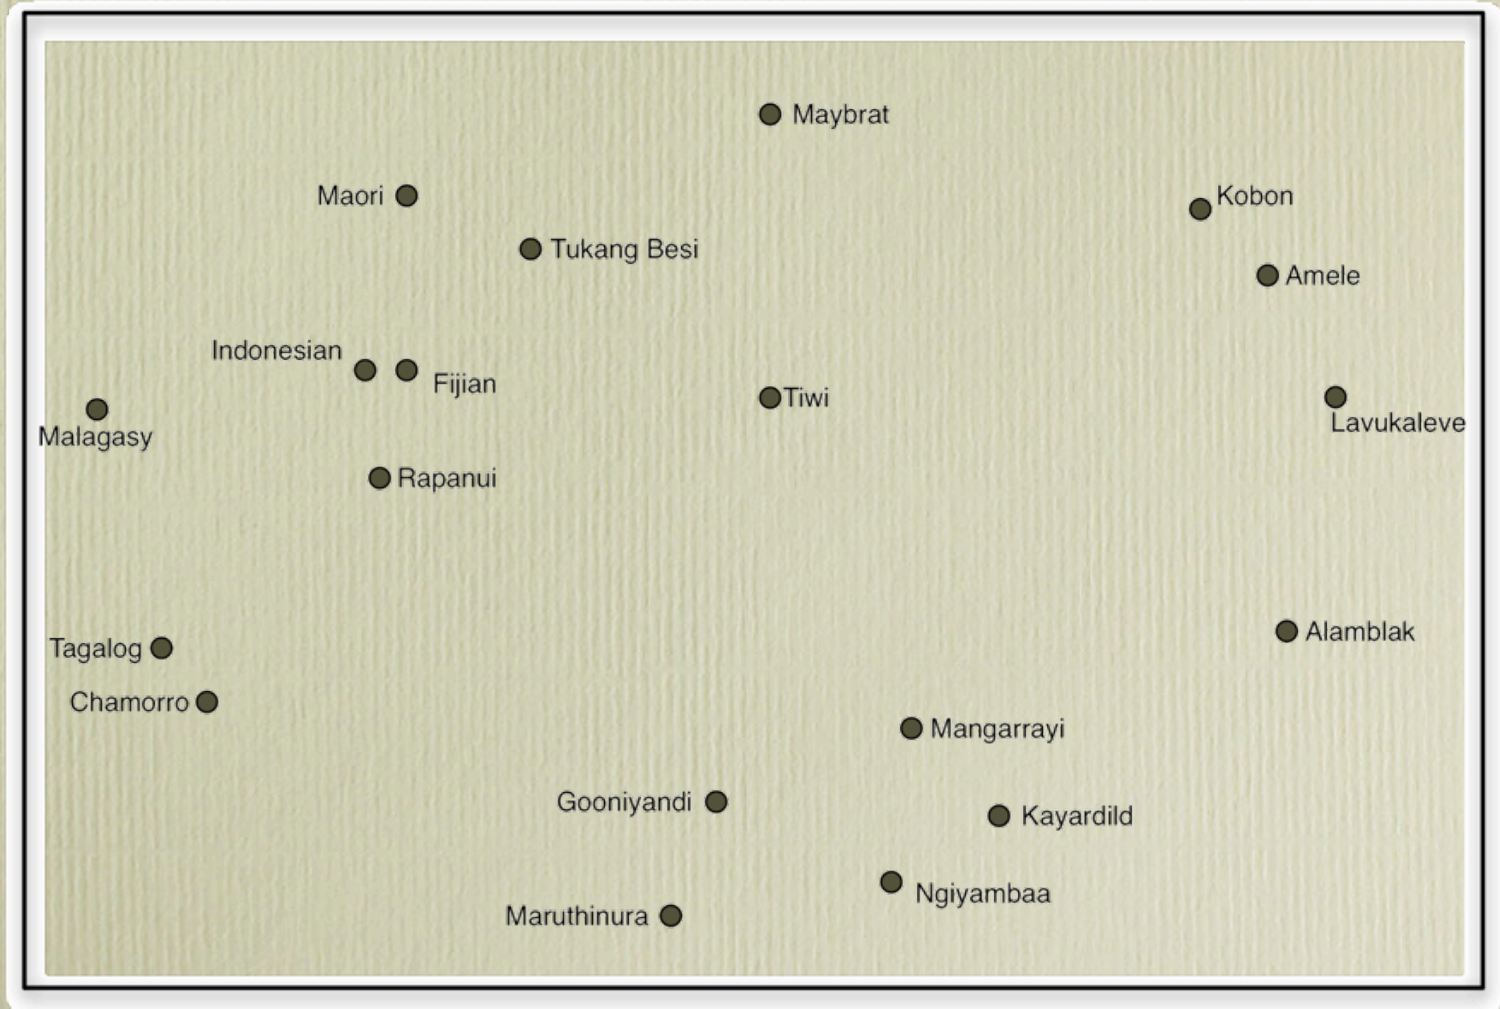 Maybrat
Maori
Kobon
Tukang Besi
Amele
Indonesian
Fijian
Tiwi
Malagasy
Lavukaleve
Rapanui
Tagalog
Alamblak
Chamorro
Mangarrayi
Gooniyandi
Kayardild
Ngiyambaa
Maruthinura